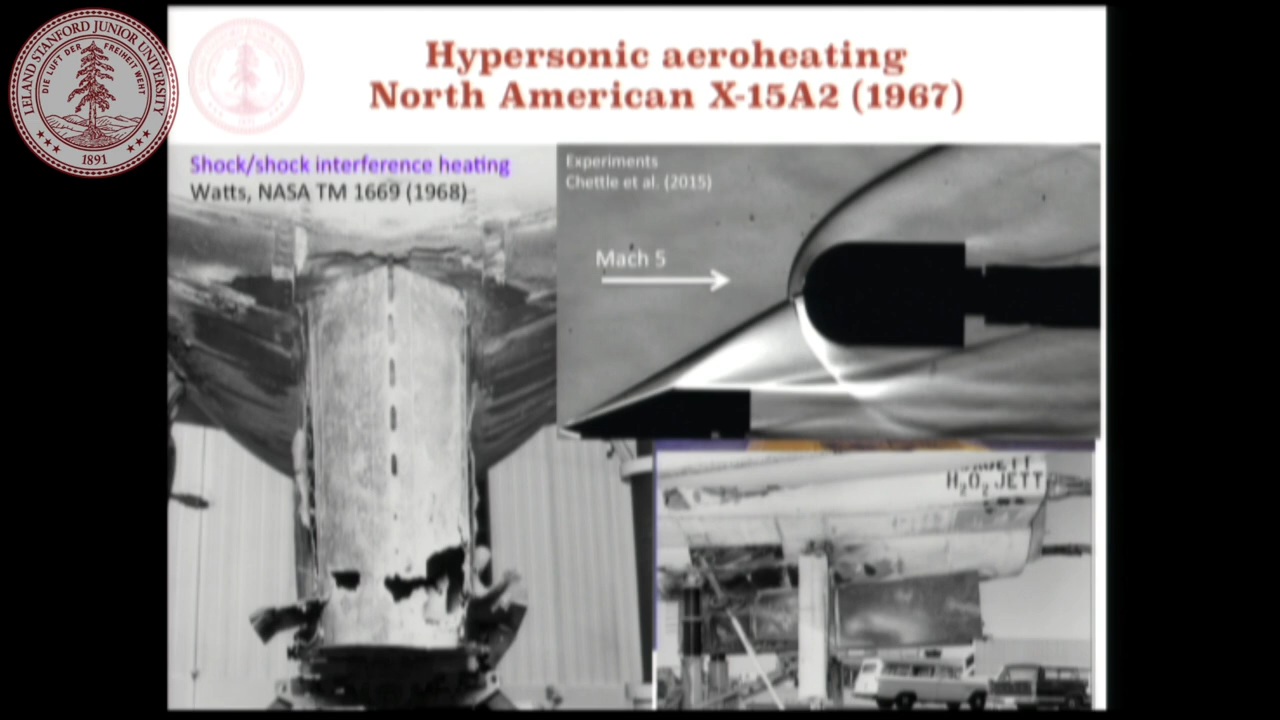 LELAND STANFORD JUNIOR UNIVERSITY
DIE LUFT DER FREIHEIT WEHT
1891
Hypersonic aeroheating
North American X-15A2 (1967)
Shock/shock interference heating
Watts, NASA TM 1669 (1968)
Experiments
Chettle et al. (2015)
Mach 5
H₂O₂ JETT